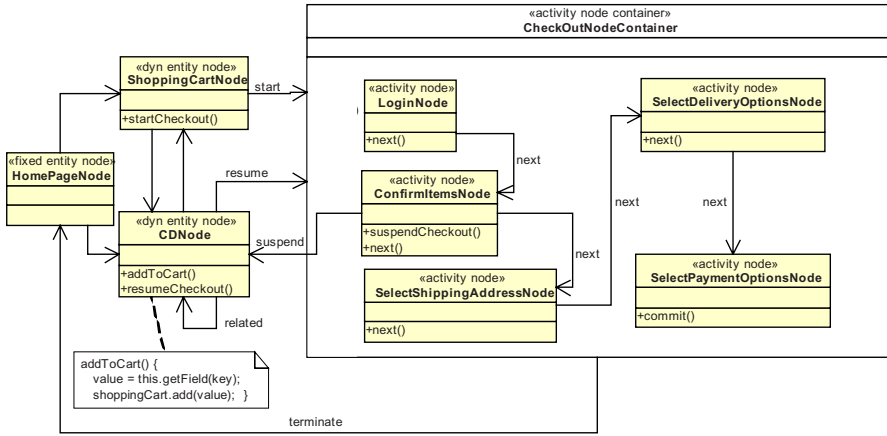 «activity node container»
CheckOutNodeContainer
«dyn entity node»
ShoppingCartNode
+startCheckout()
start
«activity node»
LoginNode
+next()
next
«activity node»
SelectDeliveryOptionsNode
+next()
next
«fixed entity node»
HomePageNode
resume
«activity node»
ConfirmItemsNode
+suspendCheckout()
+next()
next
next
«dyn entity node»
CDNode
+addToCart()
+resumeCheckout()
suspend
related
«activity node»
SelectShippingAddressNode
+next()
«activity node»
SelectPaymentOptionsNode
+commit()
addToCart() {
value = this.getField(key);
shoppingCart.add(value); }
terminate